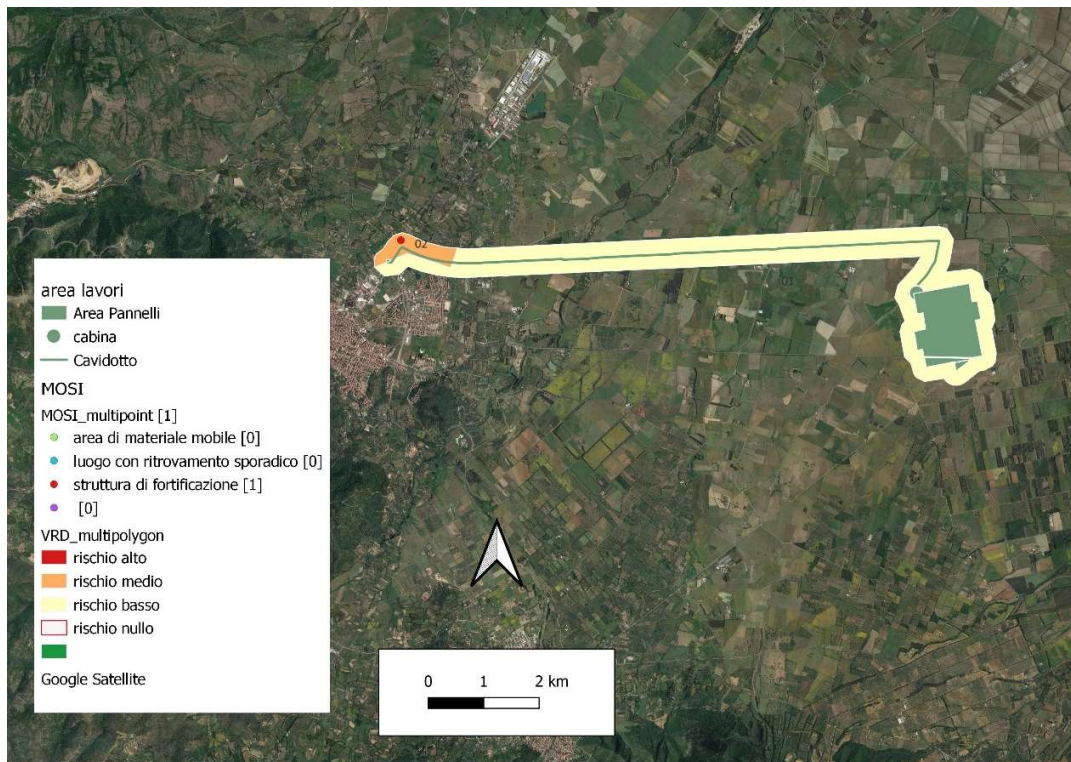 02
01
area lavori
Area Pannelli
cabina
Cavidotto
MOSI
MOSI_multipoint [1]
area di materiale mobile [0]
luogo con ritrovamento sporadico [0]
struttura di fortificazione [1]
[0]
VRD_multipolygon
rischio alto
rischio medio
rischio basso
rischio nullo
Google Satellite
0 1 2 km